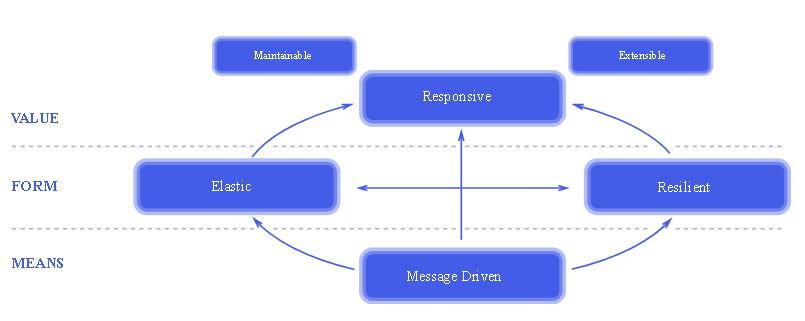 Maintainable
Extensible
Responsive
VALUE
Elastic
FORM
Resilient
MEANS
Message Driven